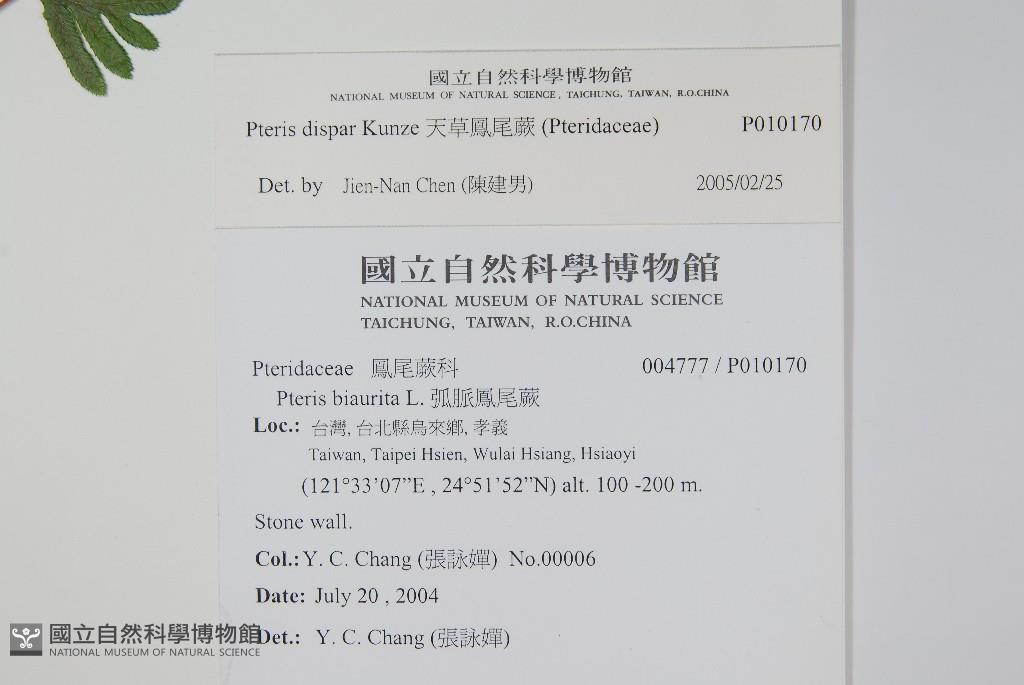 國立自然科學博物館
NATIONAL MUSEUM OF NATURAL SCIENCE, TAICHUNG, TAIWAN, R.O.CHINA
Pteris dispar Kunze 天草鳳尾蕨 (Pteridaceae) P010170
Det. by Jien-Nan Chen (陳建男) 2005/02/25
國立自然科學博物館
NATIONAL MUSEUM OF NATURAL SCIENCE
TAICHUNG, TAIWAN, R.O.CHINA
Pteridaceae 鳳尾蕨科 004777 / P010170
Pteris biaurita L. 弧脈鳳尾蕨
Loc.: 台灣, 台北縣烏來鄉, 孝義
Taiwan, Taipei Hsien, Wulai Hsiang, Hsiaoyi
(121°33’07”E , 24°51’52”N) alt. 100 -200 m.
Stone wall.
Col.: Y. C. Chang (張詠嬋) No.00006
Date: July 20 , 2004
Det.: Y. C. Chang (張詠嬋)
國立自然科學博物館
NATIONAL MUSEUM OF NATURAL SCIENCE